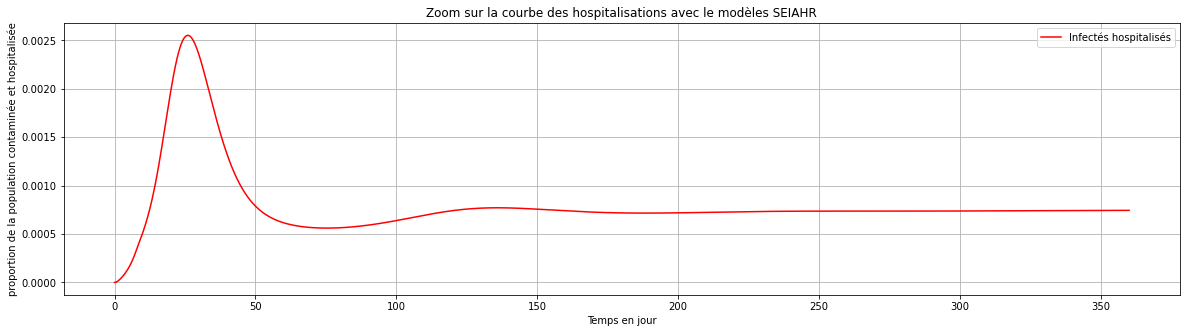 Zoom sur la courbe des hospitalisations avec le modèles SEIAHR
Infectés hospitalisés
proportion de la population contaminée et hospitalisée
0.0025
0.0020
0.0015
0.0010
0.0005
0.0000
0 50 100 150 200 250 300 350
Temps en jour